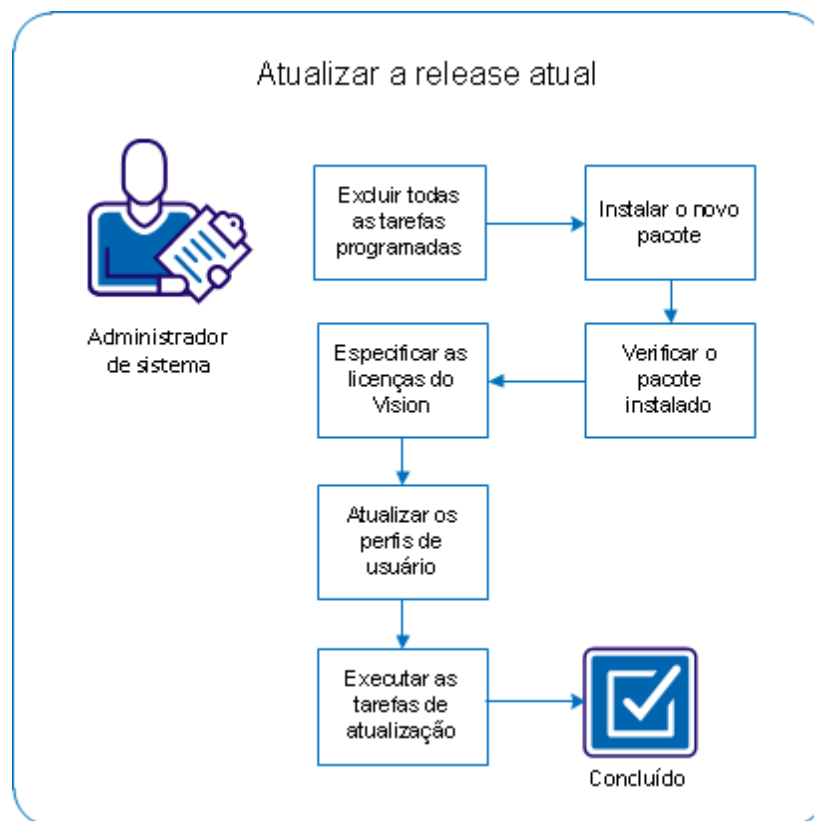 Atualizar a release atual
Administrador
de sistema
Excluir todas
as tarefas
programadas
Instalar o novo
pacote
Verificar o
pacote
instalado
Especificar as
licenças do
Vision
Atualizar os
perfis de
usuário
Executar as
tarefas de
atualização
Concluído